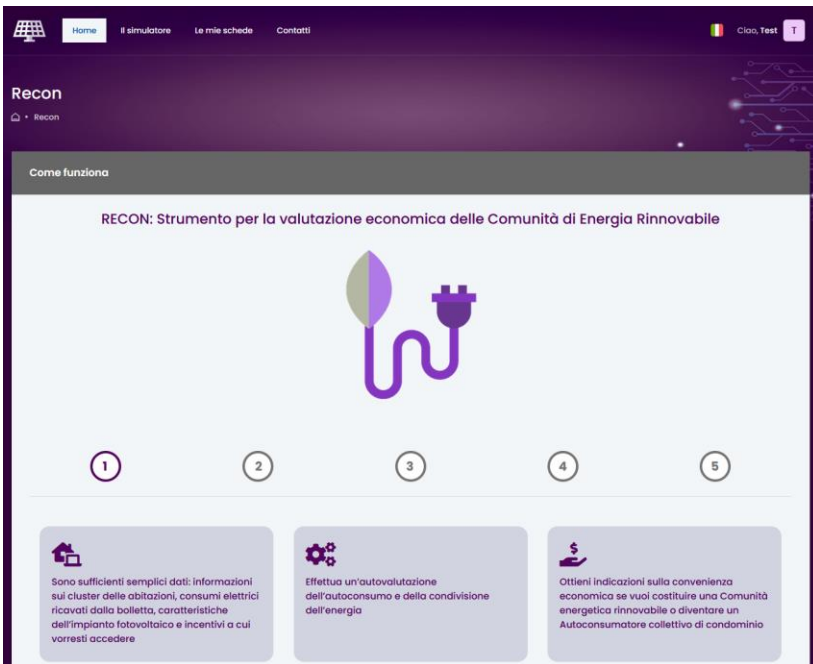 Home Il simulatore Le mie schede Contatti
Ciao, Test T
Recon
Recon
Come funziona
RECON: Strumento per la valutazione economica delle Comunità di Energia Rinnovabile
1 2 3 4 5
Sono sufficienti semplici dati: informazioni
sui cluster delle abitazioni, consumi elettrici
ricavati dalla bolletta, caratteristiche
dell'impianto fotovoltaico e incentivi a cui
vorresti accedere
Effettua un'autovalutazione
dell'autoconsumo e della condivisione
dell'energia
Ottieni indicazioni sulla convenienza
economica se vuoi costituire una Comunità
energetica rinnovabile o diventare un
Autoconsumatore collettivo di condominio